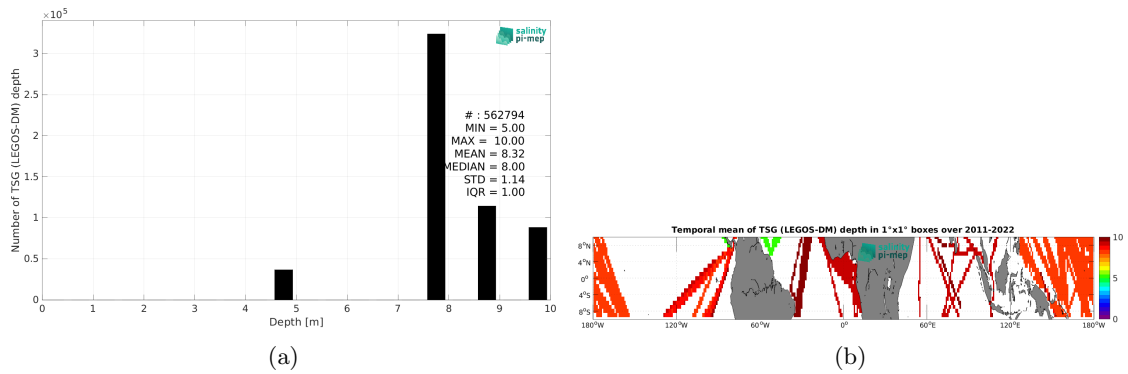 ×10⁵
3
2.5
2
1.5
1
0.5
0
Number of TSG (LEGOS-DM) depth
salinity
pi-mep
# : 562794
MIN = 5.00
MAX = 10.00
MEAN = 8.32
MEDIAN = 8.00
STD = 1.14
IQR = 1.00
0 1 2 3 4 5 6 7 8 9 10
Depth [m]
(a)
Temporal mean of TSG (LEGOS-DM) depth in 1°x1° boxes over 2011-2022
salinity
pi-mep
8°N
4°N
0°
4°S
8°S
180°W 120°W 60°W 0° 60°E 120°E 180°W
10
5
0
(b)